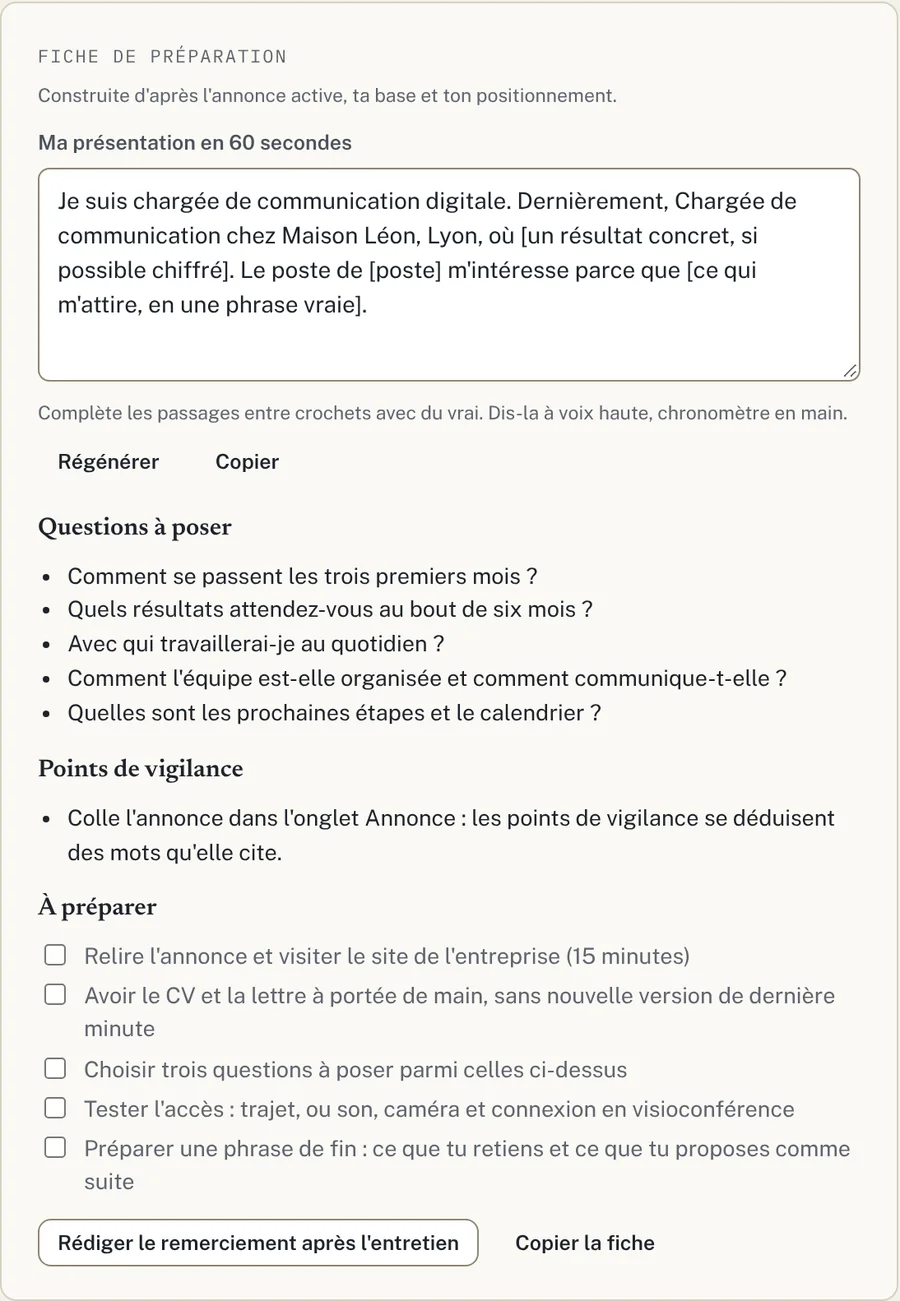 FICHE DE PRÉPARATION
Construite d'après l'annonce active, ta base et ton positionnement.
Ma présentation en 60 secondes
Je suis chargée de communication digitale. Dernièrement, Chargée de
communication chez Maison Léon, Lyon, où [un résultat concret, si
possible chiffré]. Le poste de [poste] m'intéresse parce que [ce qui
m'attire, en une phrase vraie].
Complète les passages entre crochets avec du vrai. Dis-la à voix haute, chronomètre en main.
Régénérer Copier
Questions à poser
• Comment se passent les trois premiers mois ?
• Quels résultats attendez-vous au bout de six mois ?
• Avec qui travaillerai-je au quotidien ?
• Comment l'équipe est-elle organisée et comment communique-t-elle ?
• Quelles sont les prochaines étapes et le calendrier ?
Points de vigilance
• Colle l'annonce dans l'onglet Annonce : les points de vigilance se déduisent
des mots qu'elle cite.
À préparer
Relire l'annonce et visiter le site de l'entreprise (15 minutes)
Avoir le CV et la lettre à portée de main, sans nouvelle version de dernière
minute
Choisir trois questions à poser parmi celles ci-dessus
Tester l'accès : trajet, ou son, caméra et connexion en visioconférence
Préparer une phrase de fin : ce que tu retiens et ce que tu proposes comme
suite
Rédiger le remerciement après l'entretien Copier la fiche